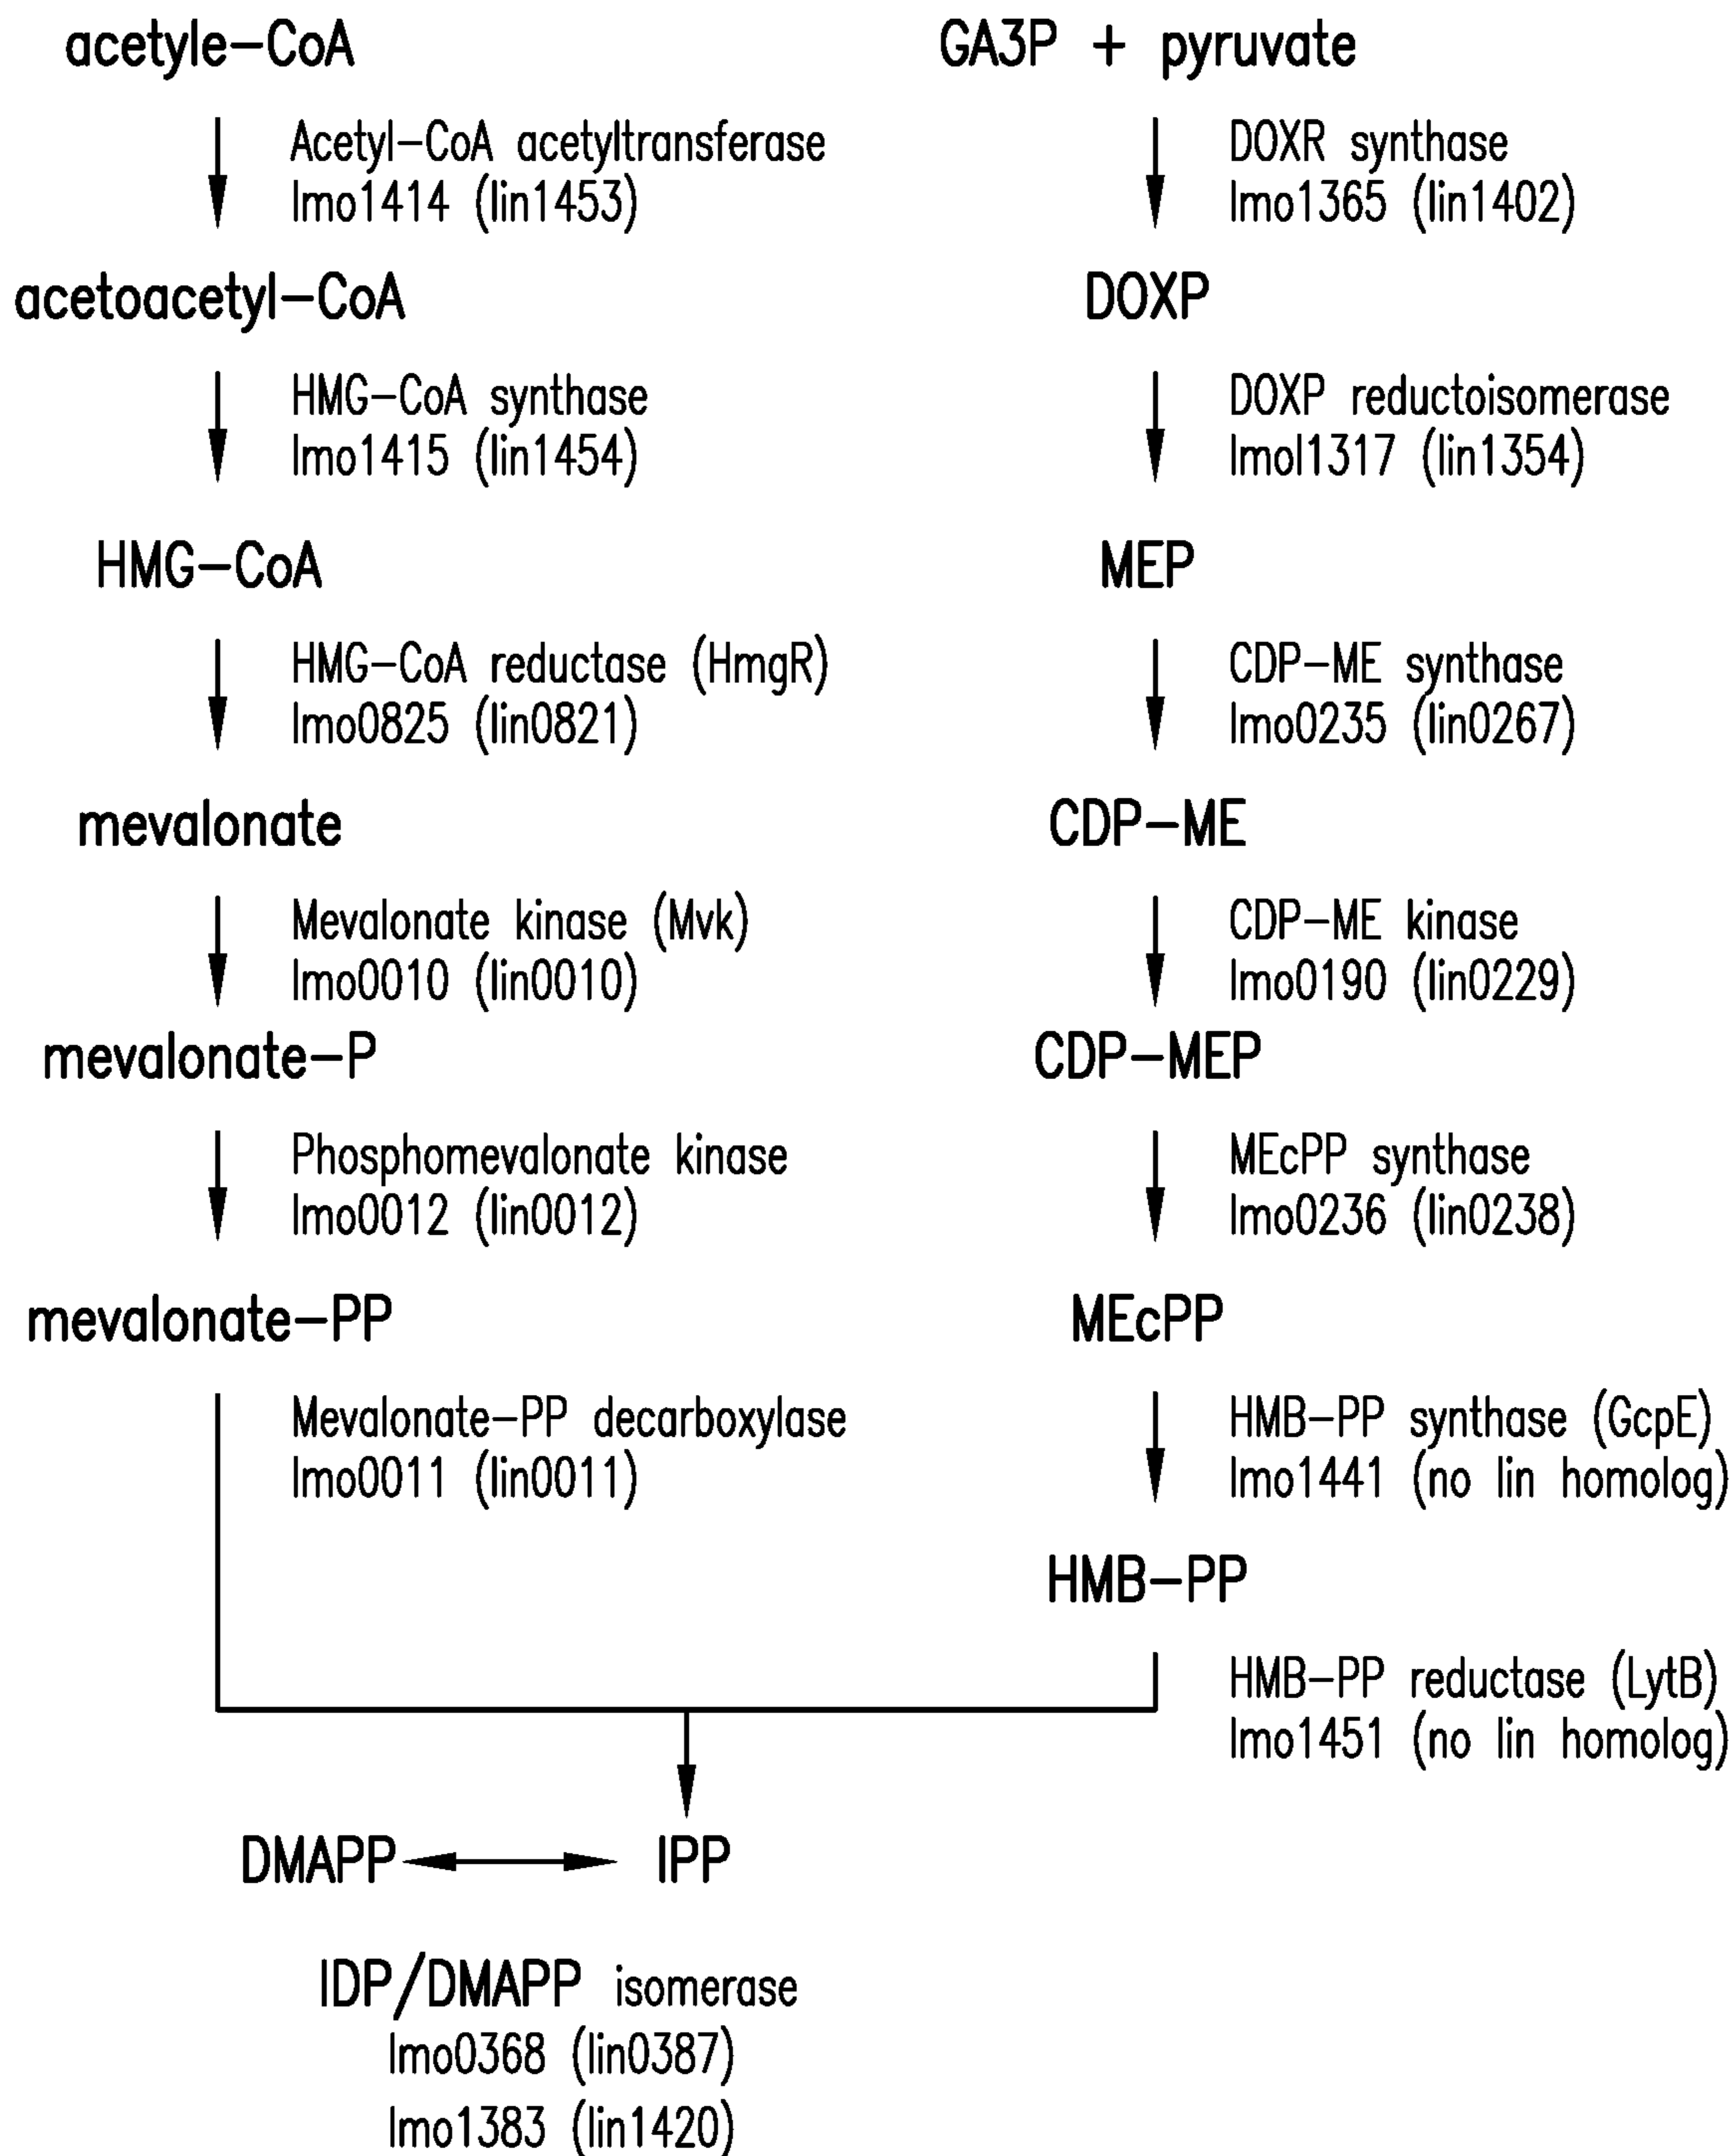 acetyle-CoA
Acetyl-CoA acetyltransferase
lmo1414 (lin1453)
acetoacetyl-CoA
HMG-CoA synthase
lmo1415 (lin1454)
HMG-CoA
HMG-CoA reductase (HmgR)
lmo0825 (lin0821)
mevalonate
Mevalonate kinase (Mvk)
lmo0010 (lin0010)
mevalonate-P
Phosphomevalonate kinase
lmo0012 (lin0012)
mevalonate-PP
Mevalonate-PP decarboxylase
lmo0011 (lin0011)
GA3P + pyruvate
DOXR synthase
lmo1365 (lin1402)
DOXP
DOXP reductoisomerase
lmol1317 (lin1354)
MEP
CDP-ME synthase
lmo0235 (lin0267)
CDP-ME
CDP-ME kinase
lmo0190 (lin0229)
CDP-MEP
MEcPP synthase
lmo0236 (lin0238)
MEcPP
HMB-PP synthase (GcpE)
lmo1441 (no lin homolog)
HMB-PP
HMB-PP reductase (LytB)
lmo1451 (no lin homolog)
DMAPP IPP
IDP/DMAPP isomerase
lmo0368 (lin0387)
lmo1383 (lin1420)